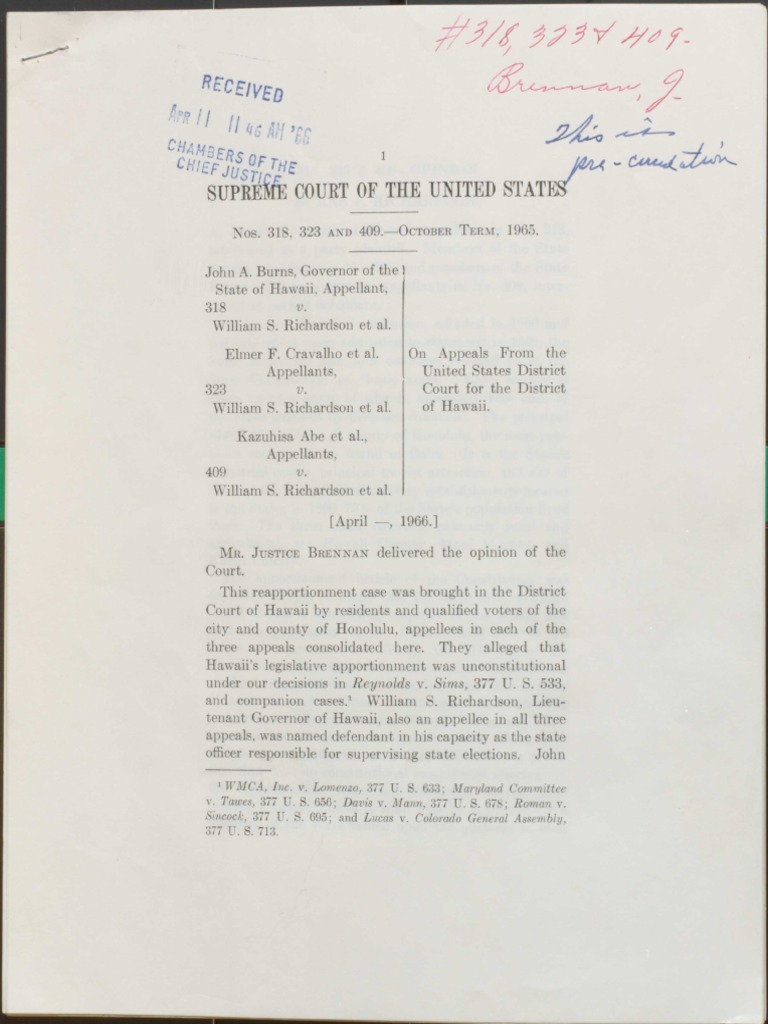 #318, 323 & 409-
Brennan, J.
This is
pre-circulation
RECEIVED
APR 11 11 46 AM '66
CHAMBERS OF THE
CHIEF JUSTICE
1
SUPREME COURT OF THE UNITED STATES
Nos. 318, 323 AND 409.—OCTOBER TERM, 1965.
John A. Burns, Governor of the
State of Hawaii, Appellant,
318 v.
William S. Richardson et al.
Elmer F. Cravalho et al.
Appellants,
323 v.
William S. Richardson et al.
Kazuhisa Abe et al.,
Appellants,
409 v.
William S. Richardson et al.
On Appeals From the
United States District
Court for the District
of Hawaii.
[April —, 1966.]
MR. JUSTICE BRENNAN delivered the opinion of the
Court.
This reapportionment case was brought in the District
Court of Hawaii by residents and qualified voters of the
city and county of Honolulu, appellees in each of the
three appeals consolidated here. They alleged that
Hawaii's legislative apportionment was unconstitutional
under our decisions in Reynolds v. Sims, 377 U. S. 533,
and companion cases.¹ William S. Richardson, Lieu-
tenant Governor of Hawaii, also an appellee in all three
appeals, was named defendant in his capacity as the state
officer responsible for supervising state elections. John
¹ WMCA, Inc. v. Lomenzo, 377 U. S. 633; Maryland Committee
v. Tawes, 377 U. S. 656; Davis v. Mann, 377 U. S. 678; Roman v.
Sincock, 377 U. S. 695; and Lucas v. Colorado General Assembly,
377 U. S. 713.